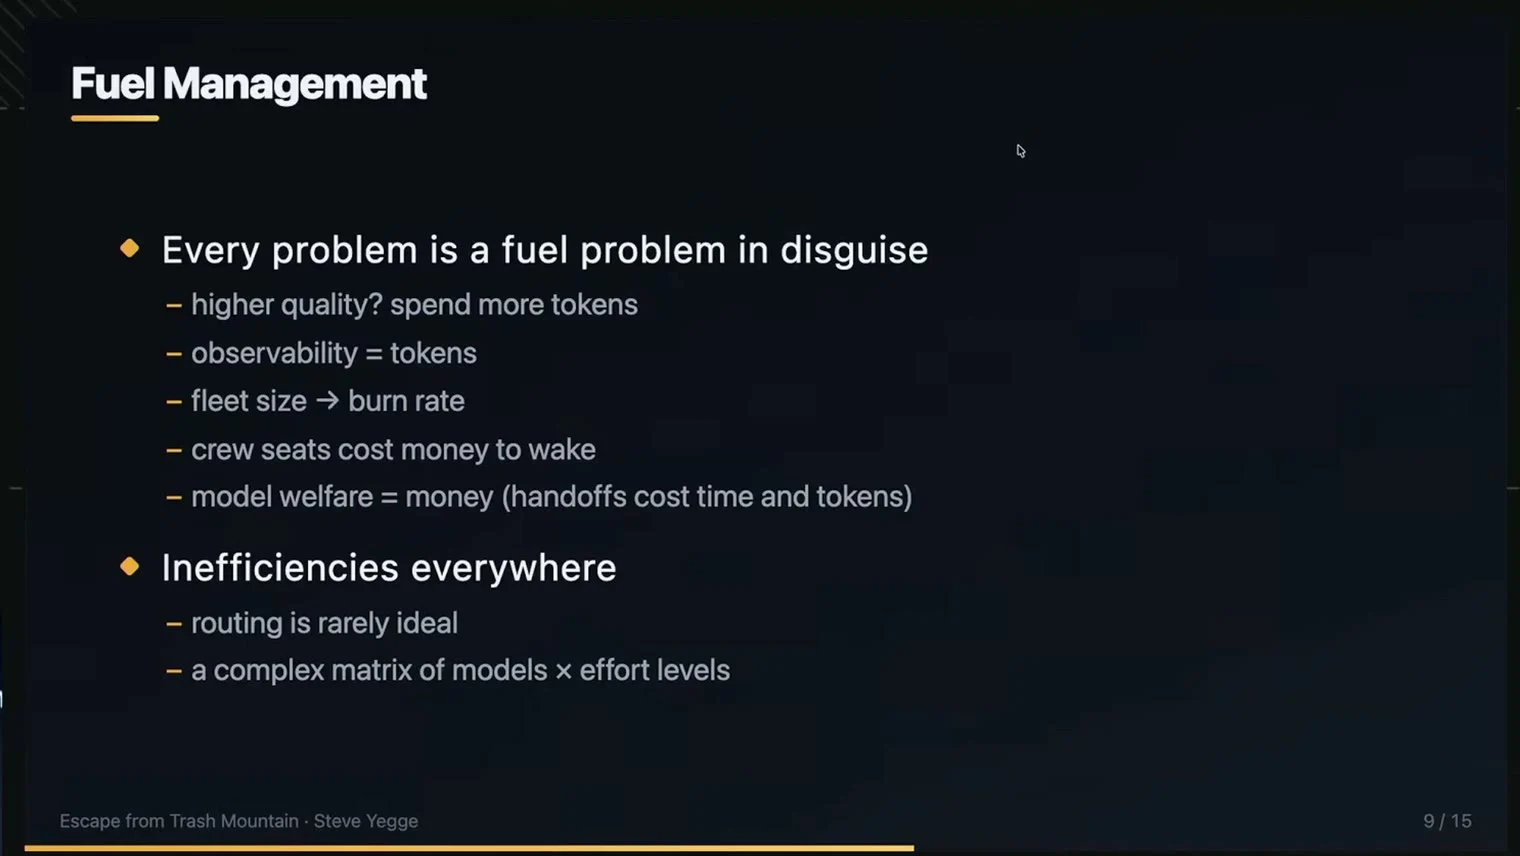 Fuel Management
Every problem is a fuel problem in disguise
– higher quality? spend more tokens
– observability = tokens
– fleet size → burn rate
– crew seats cost money to wake
– model welfare = money (handoffs cost time and tokens)
Inefficiencies everywhere
– routing is rarely ideal
– a complex matrix of models × effort levels
Escape from Trash Mountain · Steve Yegge
9 / 15